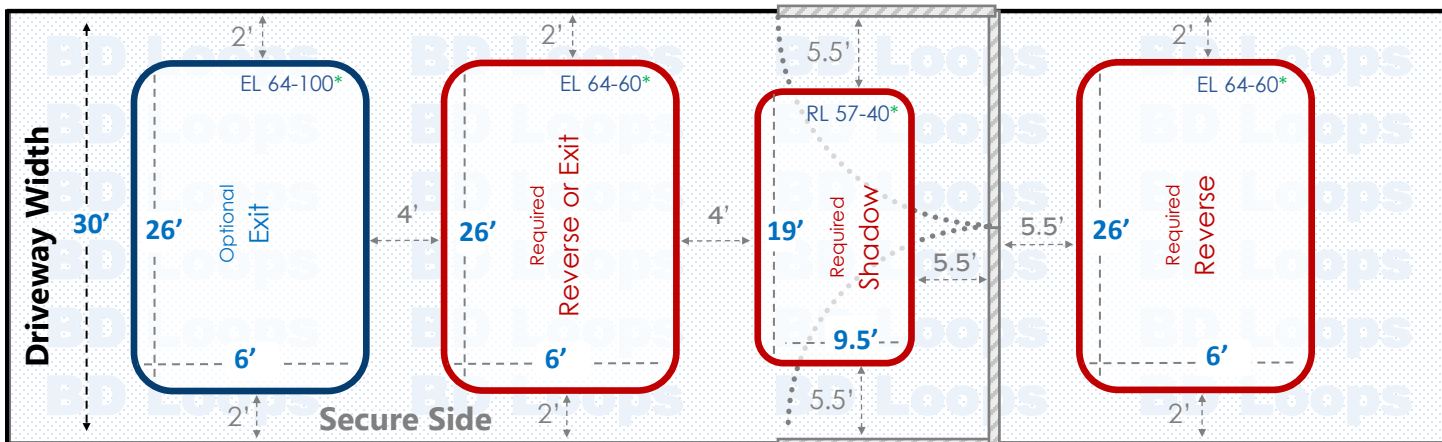 Driveway Width
30'
2'
EL 64-100*
Optional
Exit
26'
6'
2'
4'
2'
EL 64-60*
Required
Reverse or Exit
26'
6'
2'
4'
5.5'
RL 57-40*
Required
Shadow
19'
9.5'
5.5'
5.5'
5.5'
2'
EL 64-60*
Required
Reverse
26'
6'
2'
Secure Side
BD Loops